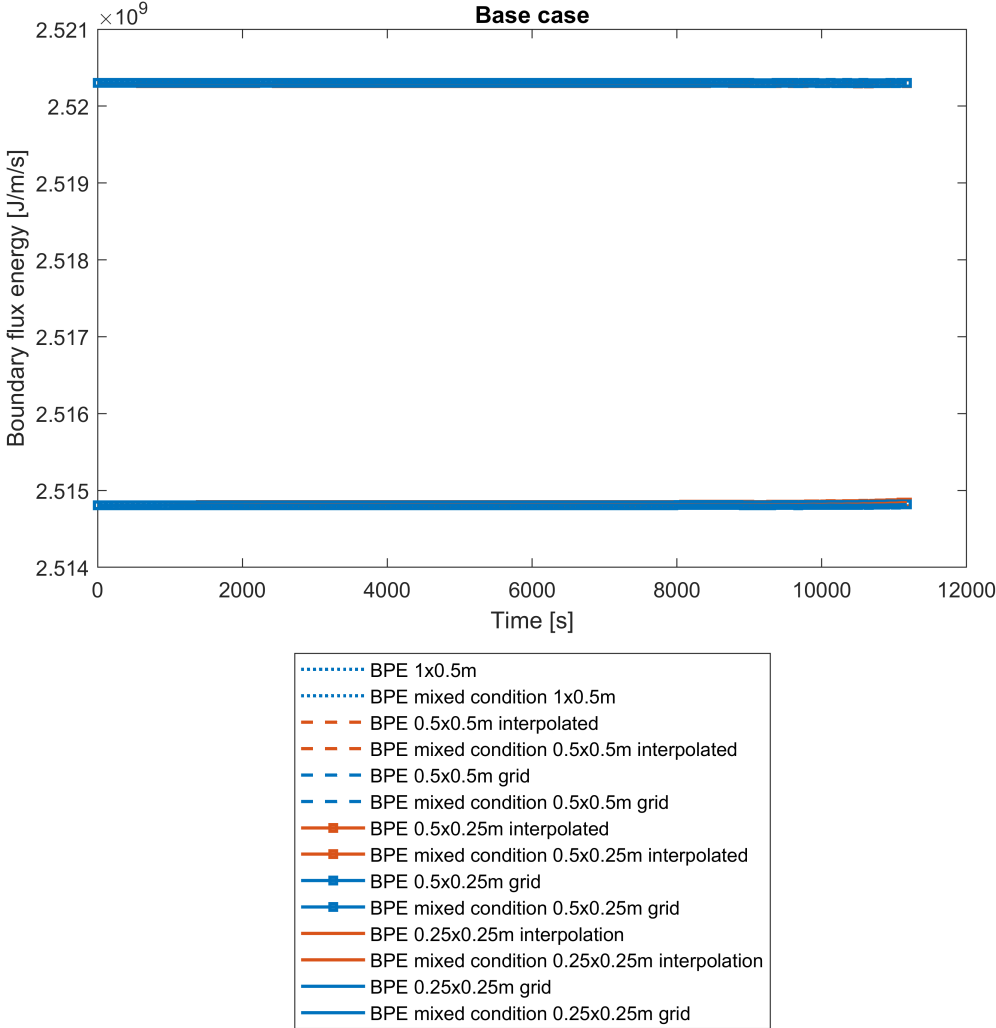 Base case
×10⁹
2.521
2.52
2.519
2.518
2.517
2.516
2.515
2.514
Boundary flux energy [J/m/s]
0 2000 4000 6000 8000 10000 12000
Time [s]
BPE 1x0.5m
BPE mixed condition 1x0.5m
BPE 0.5x0.5m interpolated
BPE mixed condition 0.5x0.5m interpolated
BPE 0.5x0.5m grid
BPE mixed condition 0.5x0.5m grid
BPE 0.5x0.25m interpolated
BPE mixed condition 0.5x0.25m interpolated
BPE 0.5x0.25m grid
BPE mixed condition 0.5x0.25m grid
BPE 0.25x0.25m interpolation
BPE mixed condition 0.25x0.25m interpolation
BPE 0.25x0.25m grid
BPE mixed condition 0.25x0.25m grid